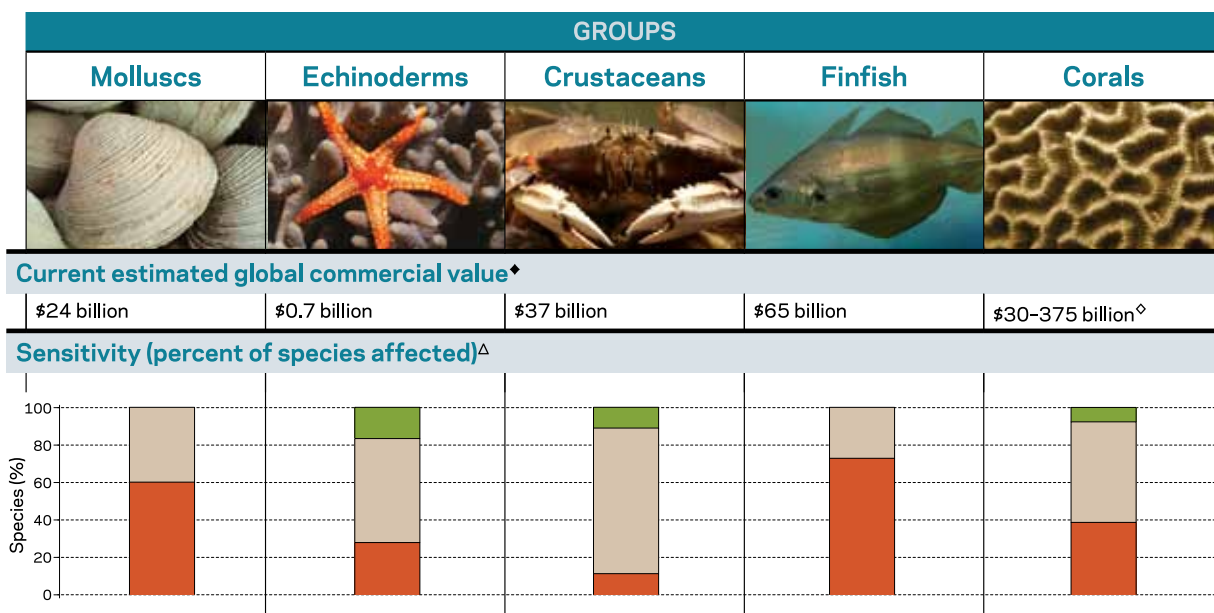 GROUPS
Molluscs Echinoderms Crustaceans Finfish Corals
Current estimated global commercial value◆
$24 billion $0.7 billion $37 billion $65 billion $30–375 billion◇
Sensitivity (percent of species affected)△
Species (%)
100
80
60
40
20
0